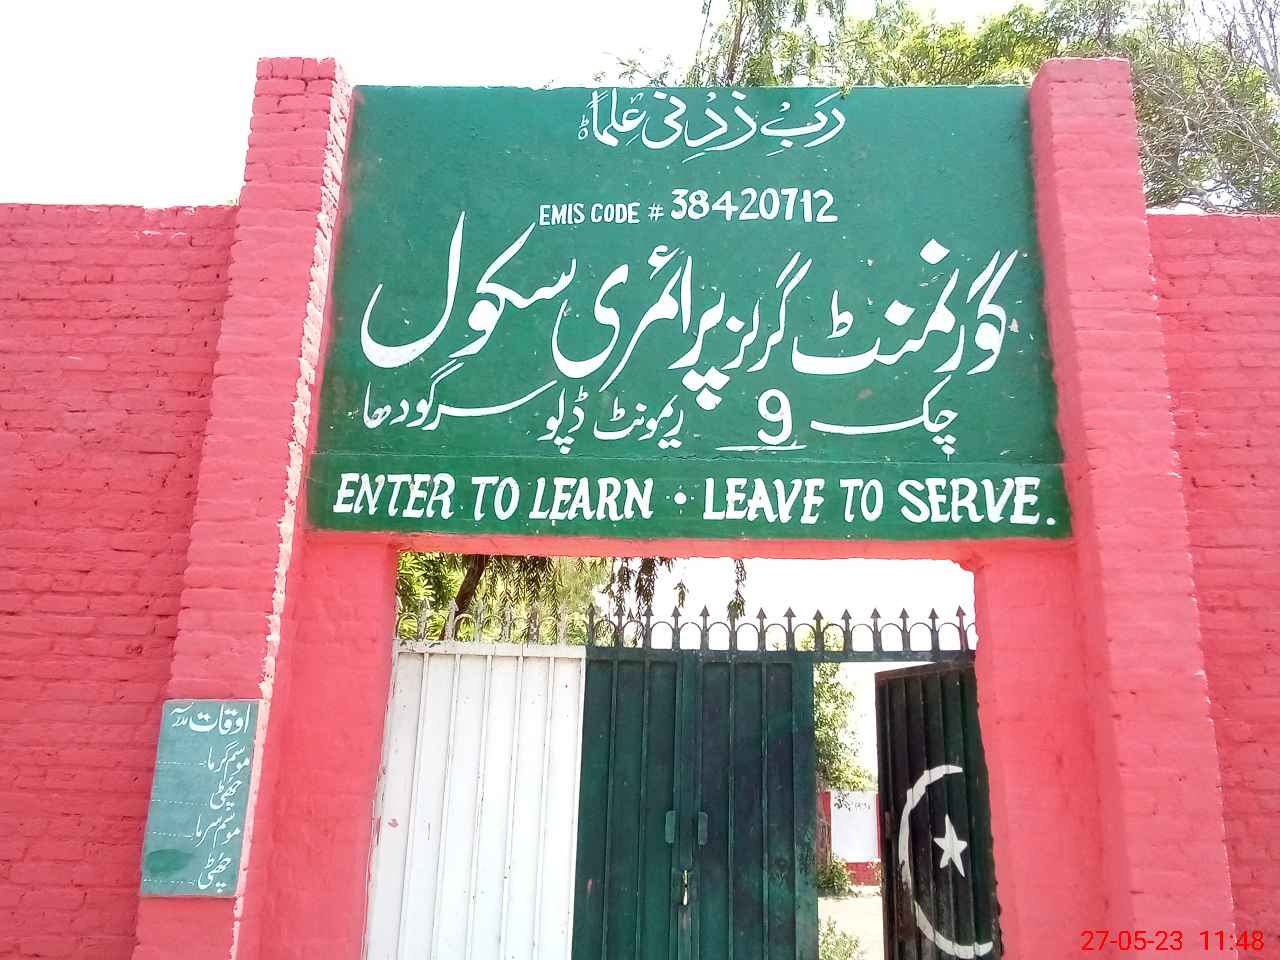 رَبِّ زِدْنِی عِلْمًا
EMIS CODE # 38420712
گورنمنٹ گرلز پرائمری سکول
چک 9 ریمونٹ ڈپو سرگودھا
ENTER TO LEARN • LEAVE TO SERVE.
اوقات مدرسہ
موسم گرما
چھٹی
موسم سرما
چھٹی
27-05-23 11:48